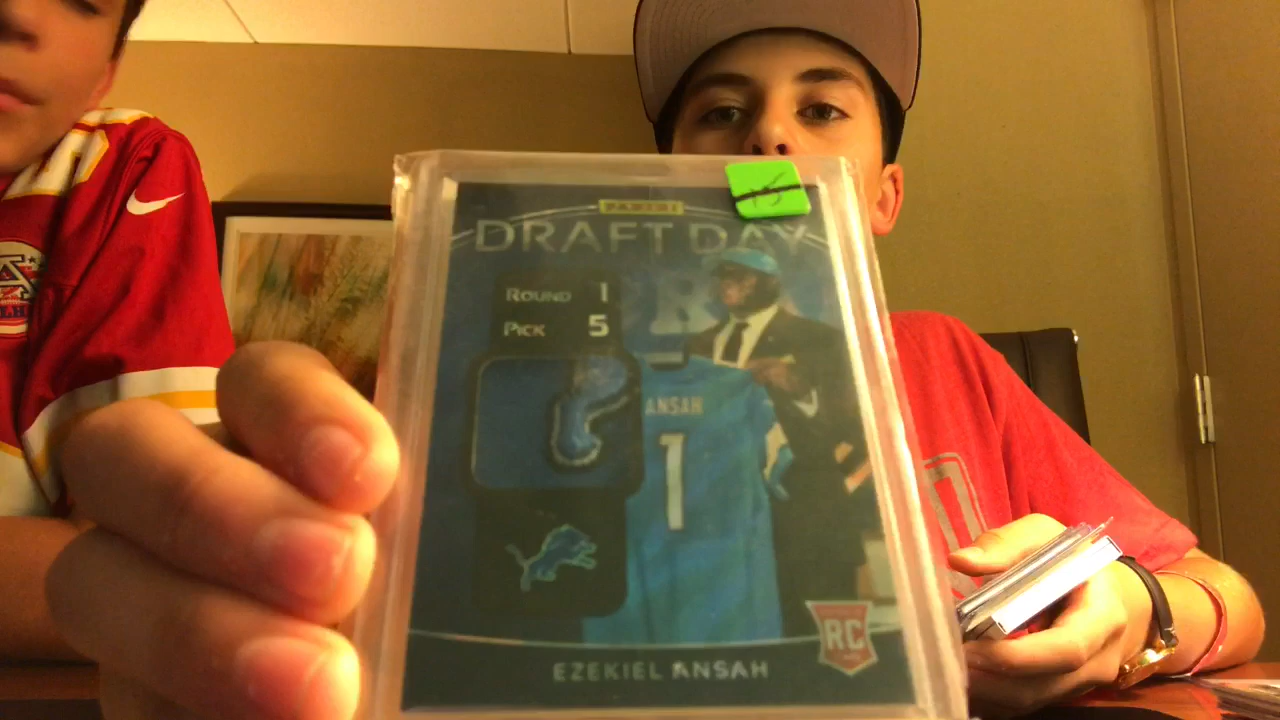 PANINI
DRAFT DAY
ROUND 1
PICK 5
ANSAH
1
RC
EZEKIEL ANSAH